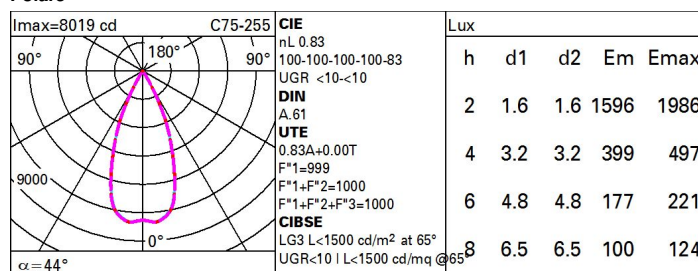 Imax=8019 cd C75-255
90° 180° 90°
9000
0°
α=44°
CIE
nL 0.83
100-100-100-100-83
UGR <10-<10
DIN
A.61
UTE
0.83A+0.00T
F"1=999
F"1+F"2=1000
F"1+F"2+F"3=1000
CIBSE
LG3 L<1500 cd/m² at 65°
UGR<10 | L<1500 cd/mq @65°
Lux
h d1 d2 Em Emax
2 1.6 1.6 1596 1986
4 3.2 3.2 399 497
6 4.8 4.8 177 221
8 6.5 6.5 100 124